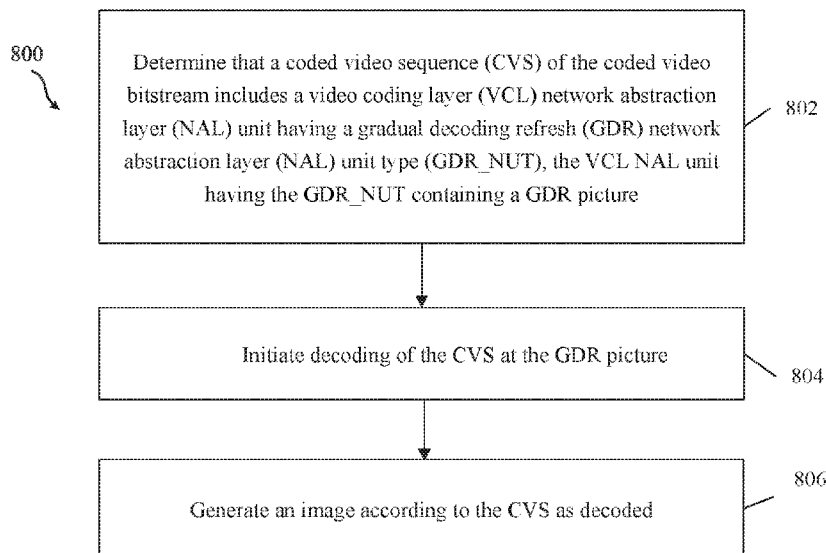 800
Determine that a coded video sequence (CVS) of the coded video
bitstream includes a video coding layer (VCL) network abstraction
layer (NAL) unit having a gradual decoding refresh (GDR) network
abstraction layer (NAL) unit type (GDR_NUT), the VCL NAL unit
having the GDR_NUT containing a GDR picture
802
Initiate decoding of the CVS at the GDR picture
804
Generate an image according to the CVS as decoded
806